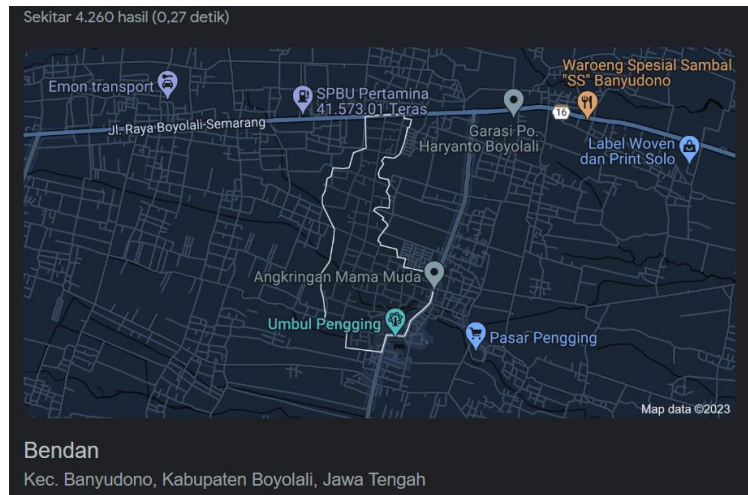 Sekitar 4.260 hasil (0,27 detik)
Waroeng Spesial Sambal
"SS" Banyudono
Emon transport
SPBU Pertamina
41.573.01 Teras
16
Jl. Raya Boyolali-Semarang
Garasi Po.
Haryanto Boyolali
Label Woven
dan Print Solo
Angkringan Mama Muda
Umbul Pengging
Pasar Pengging
Map data ©2023
Bendan
Kec. Banyudono, Kabupaten Boyolali, Jawa Tengah